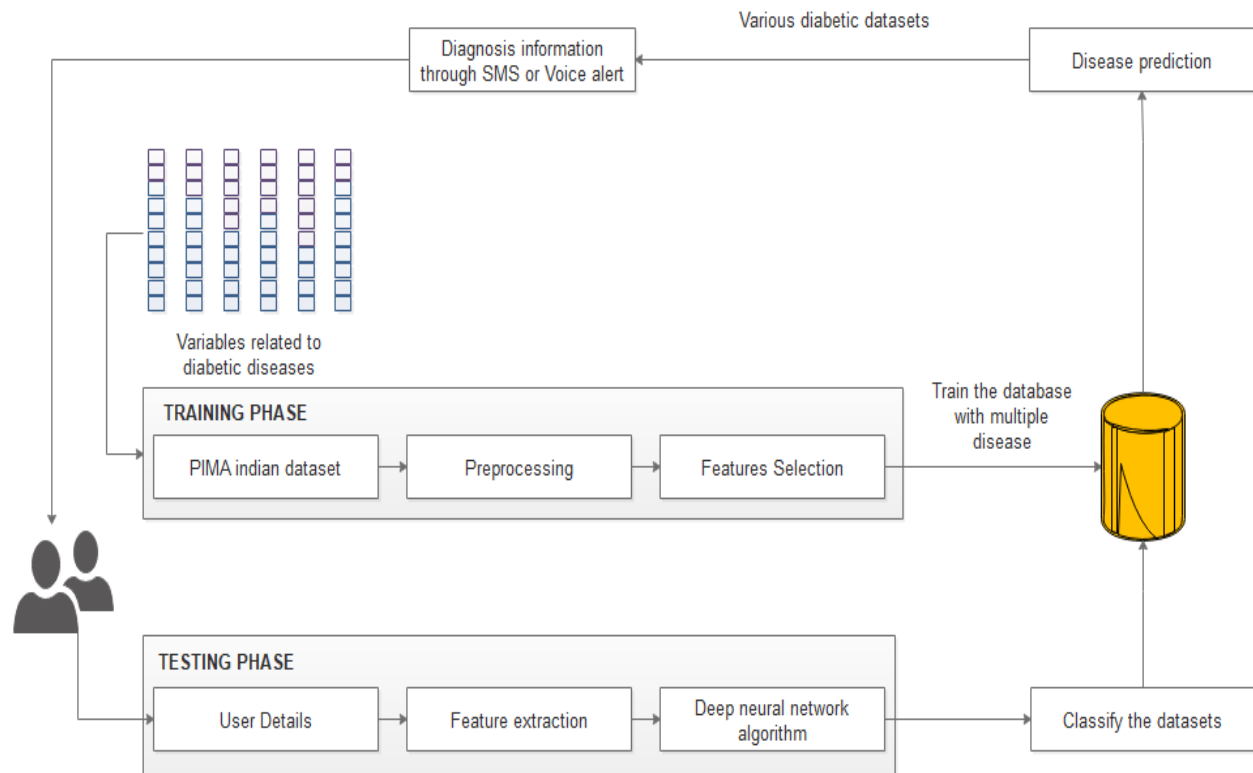 Various diabetic datasets
Diagnosis information
through SMS or Voice alert
Disease prediction
Variables related to
diabetic diseases
TRAINING PHASE
PIMA indian dataset
Preprocessing
Features Selection
Train the database
with multiple
disease
TESTING PHASE
User Details
Feature extraction
Deep neural network
algorithm
Classify the datasets